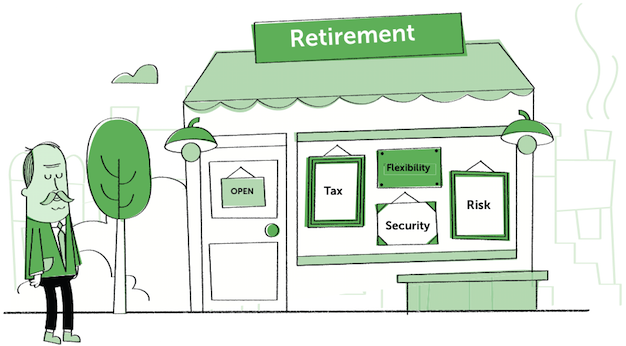 Retirement
OPEN
Tax
Flexibility
Security
Risk